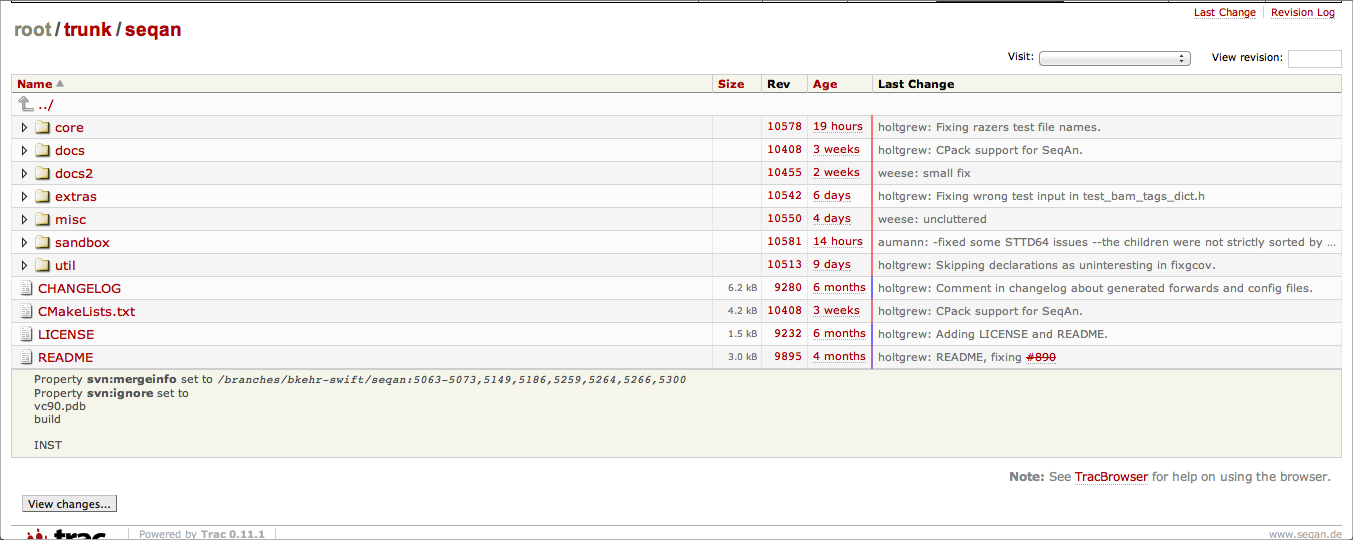 Last Change Revision Log
root / trunk / seqan
Visit: View revision:
Name Size Rev Age Last Change
../
core 10578 19 hours holtgrew: Fixing razers test file names.
docs 10408 3 weeks holtgrew: CPack support for SeqAn.
docs2 10455 2 weeks weese: small fix
extras 10542 6 days holtgrew: Fixing wrong test input in test_bam_tags_dict.h
misc 10550 4 days weese: uncluttered
sandbox 10581 14 hours aumann: -fixed some STTD64 issues --the children were not strictly sorted by ...
util 10513 9 days holtgrew: Skipping declarations as uninteresting in fixgcov.
CHANGELOG 6.2 kB 9280 6 months holtgrew: Comment in changelog about generated forwards and config files.
CMakeLists.txt 4.2 kB 10408 3 weeks holtgrew: CPack support for SeqAn.
LICENSE 1.5 kB 9232 6 months holtgrew: Adding LICENSE and README.
README 3.0 kB 9895 4 months holtgrew: README, fixing #890
Property svn:mergeinfo set to /branches/bkehr-swift/seqan:5063-5073,5149,5186,5259,5264,5266,5300
Property svn:ignore set to
vc90.pdb
build
INST
Note: See TracBrowser for help on using the browser.
View changes...
trac Powered by Trac 0.11.1 www.seqan.de